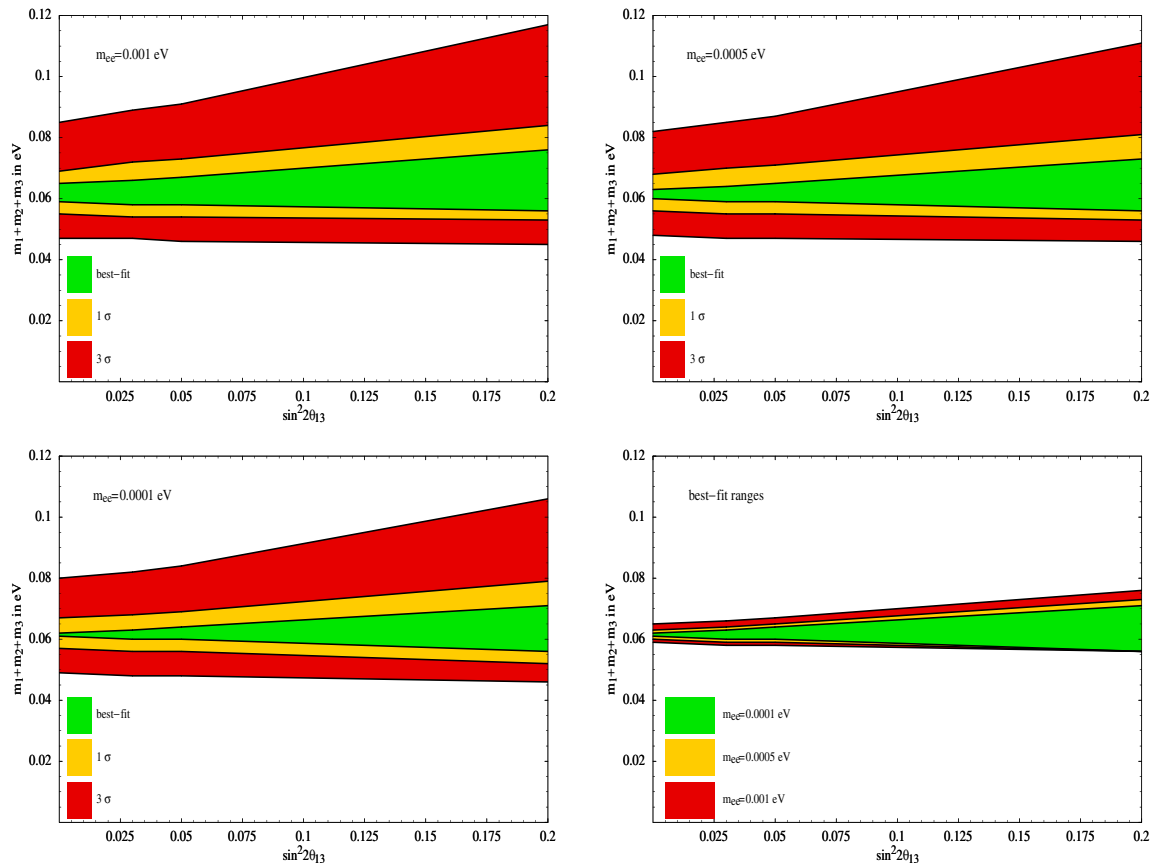 0.12
0.1
0.08
0.06
0.04
0.02
m₁+m₂+m₃ in eV
mₑₑ=0.001 eV
best−fit
1 σ
3 σ
0.025 0.05 0.075 0.1 0.125 0.15 0.175 0.2
sin²2θ₁₃
0.12
0.1
0.08
0.06
0.04
0.02
m₁+m₂+m₃ in eV
mₑₑ=0.0005 eV
best−fit
1 σ
3 σ
0.025 0.05 0.075 0.1 0.125 0.15 0.175 0.2
sin²2θ₁₃
0.12
0.1
0.08
0.06
0.04
0.02
m₁+m₂+m₃ in eV
mₑₑ=0.0001 eV
best−fit
1 σ
3 σ
0.025 0.05 0.075 0.1 0.125 0.15 0.175 0.2
sin²2θ₁₃
0.12
0.1
0.08
0.06
0.04
0.02
m₁+m₂+m₃ in eV
best−fit ranges
mₑₑ=0.0001 eV
mₑₑ=0.0005 eV
mₑₑ=0.001 eV
0.025 0.05 0.075 0.1 0.125 0.15 0.175 0.2
sin²2θ₁₃